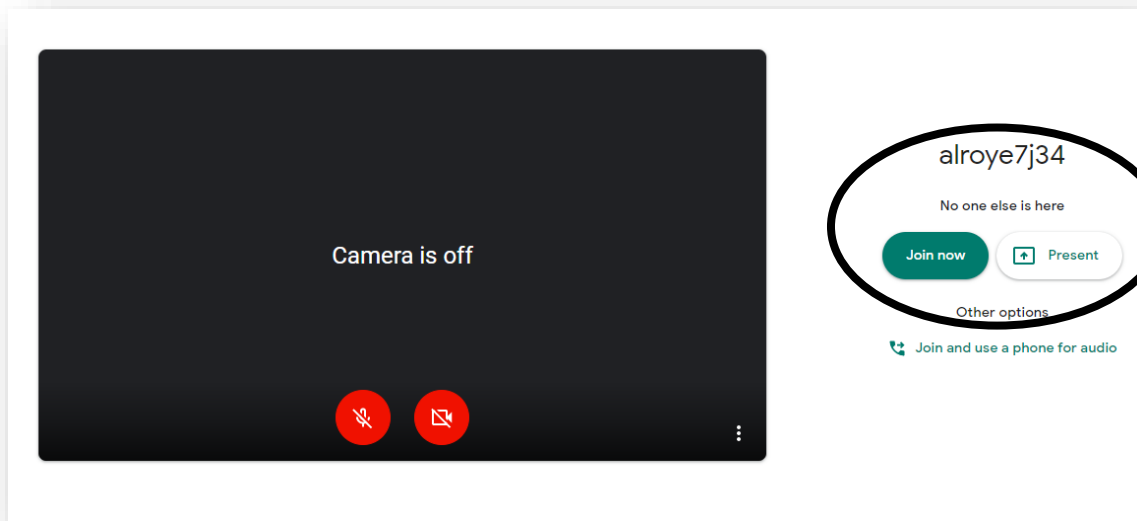 Camera is off
alroye7j34
No one else is here
Join now
Present
Other options
Join and use a phone for audio